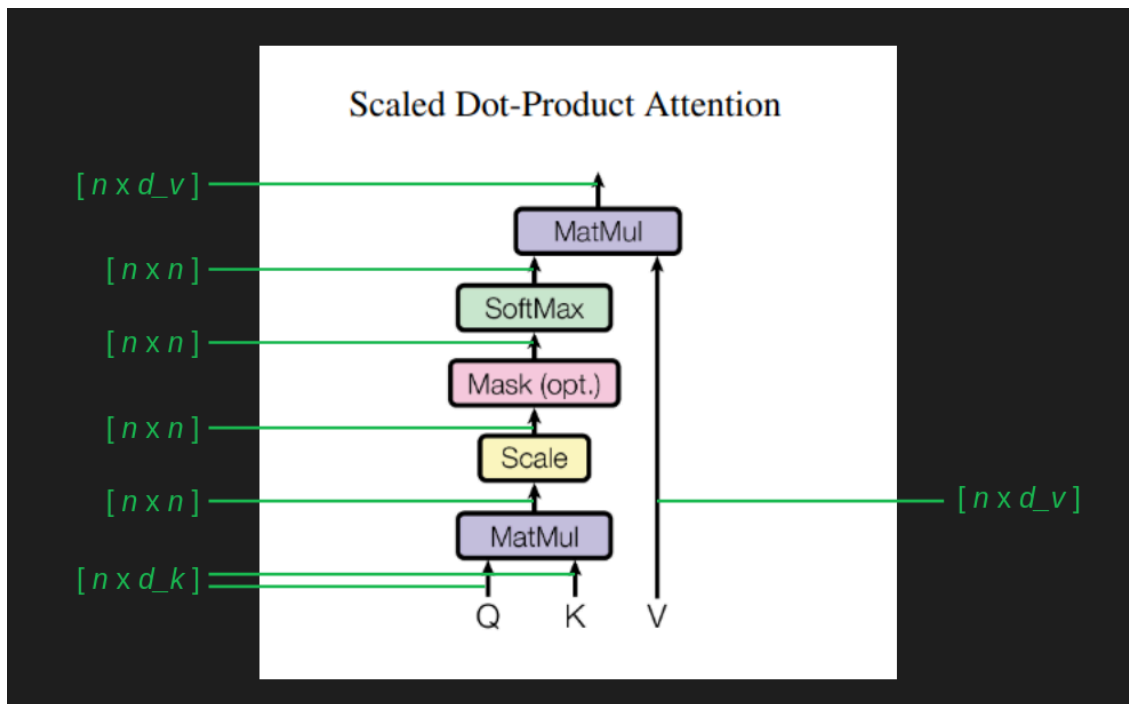 Scaled Dot-Product Attention
[ n x d_v ]
MatMul
[ n x n ]
SoftMax
[ n x n ]
Mask (opt.)
[ n x n ]
Scale
[ n x n ]
[ n x d_v ]
MatMul
[ n x d_k ]
Q K V